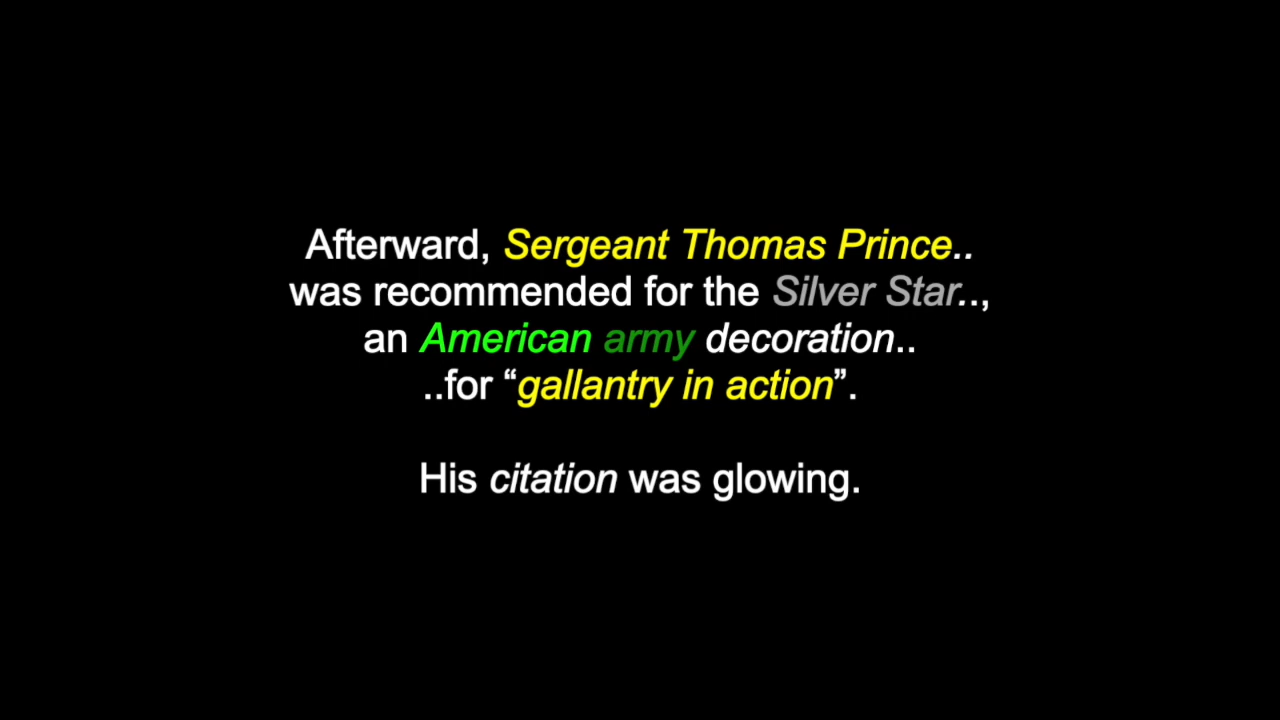 Afterward, Sergeant Thomas Prince..
was recommended for the Silver Star..,
an American army decoration..
..for “gallantry in action”.
His citation was glowing.